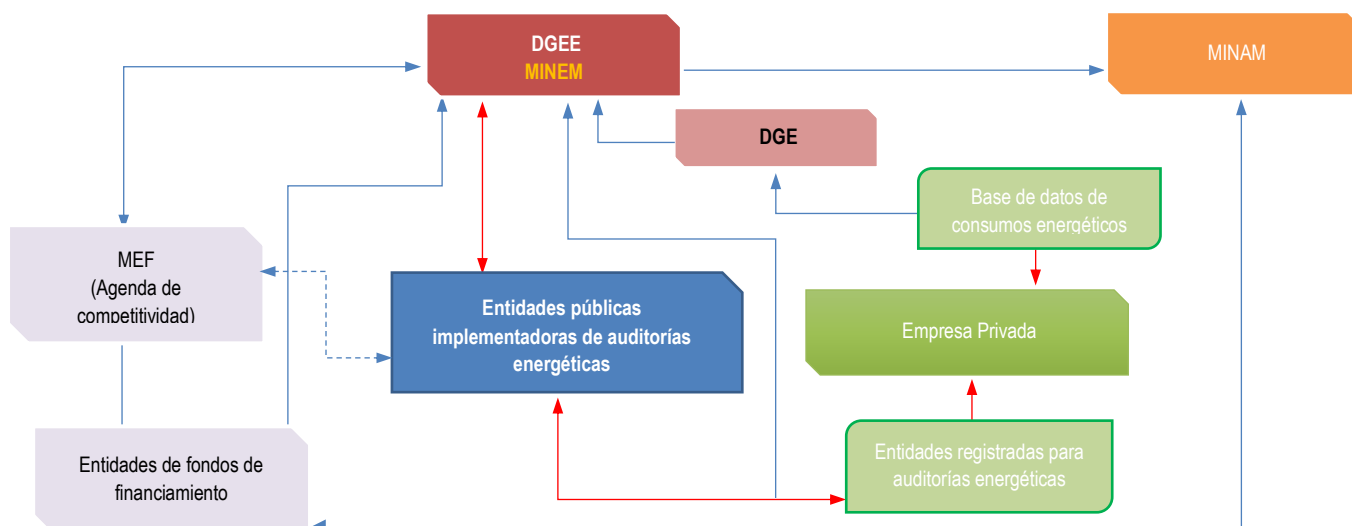 DGEE
MINEM
MINAM
DGE
Base de datos de
consumos energéticos
MEF
(Agenda de
competitividad)
Entidades públicas
implementadoras de auditorías
energéticas
Empresa Privada
Entidades de fondos de
financiamiento
Entidades registradas para
auditorías energéticas